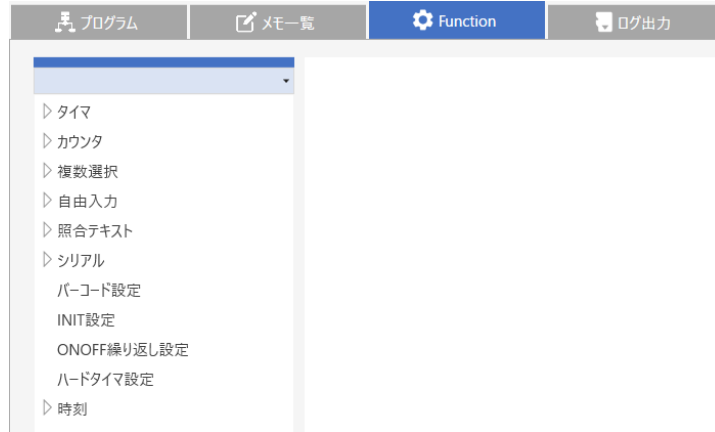 プログラム メモ一覧 Function ログ出力
タイマ
カウンタ
複数選択
自由入力
照合テキスト
シリアル
バーコード設定
INIT設定
ONOFF繰り返し設定
ハードタイマ設定
時刻